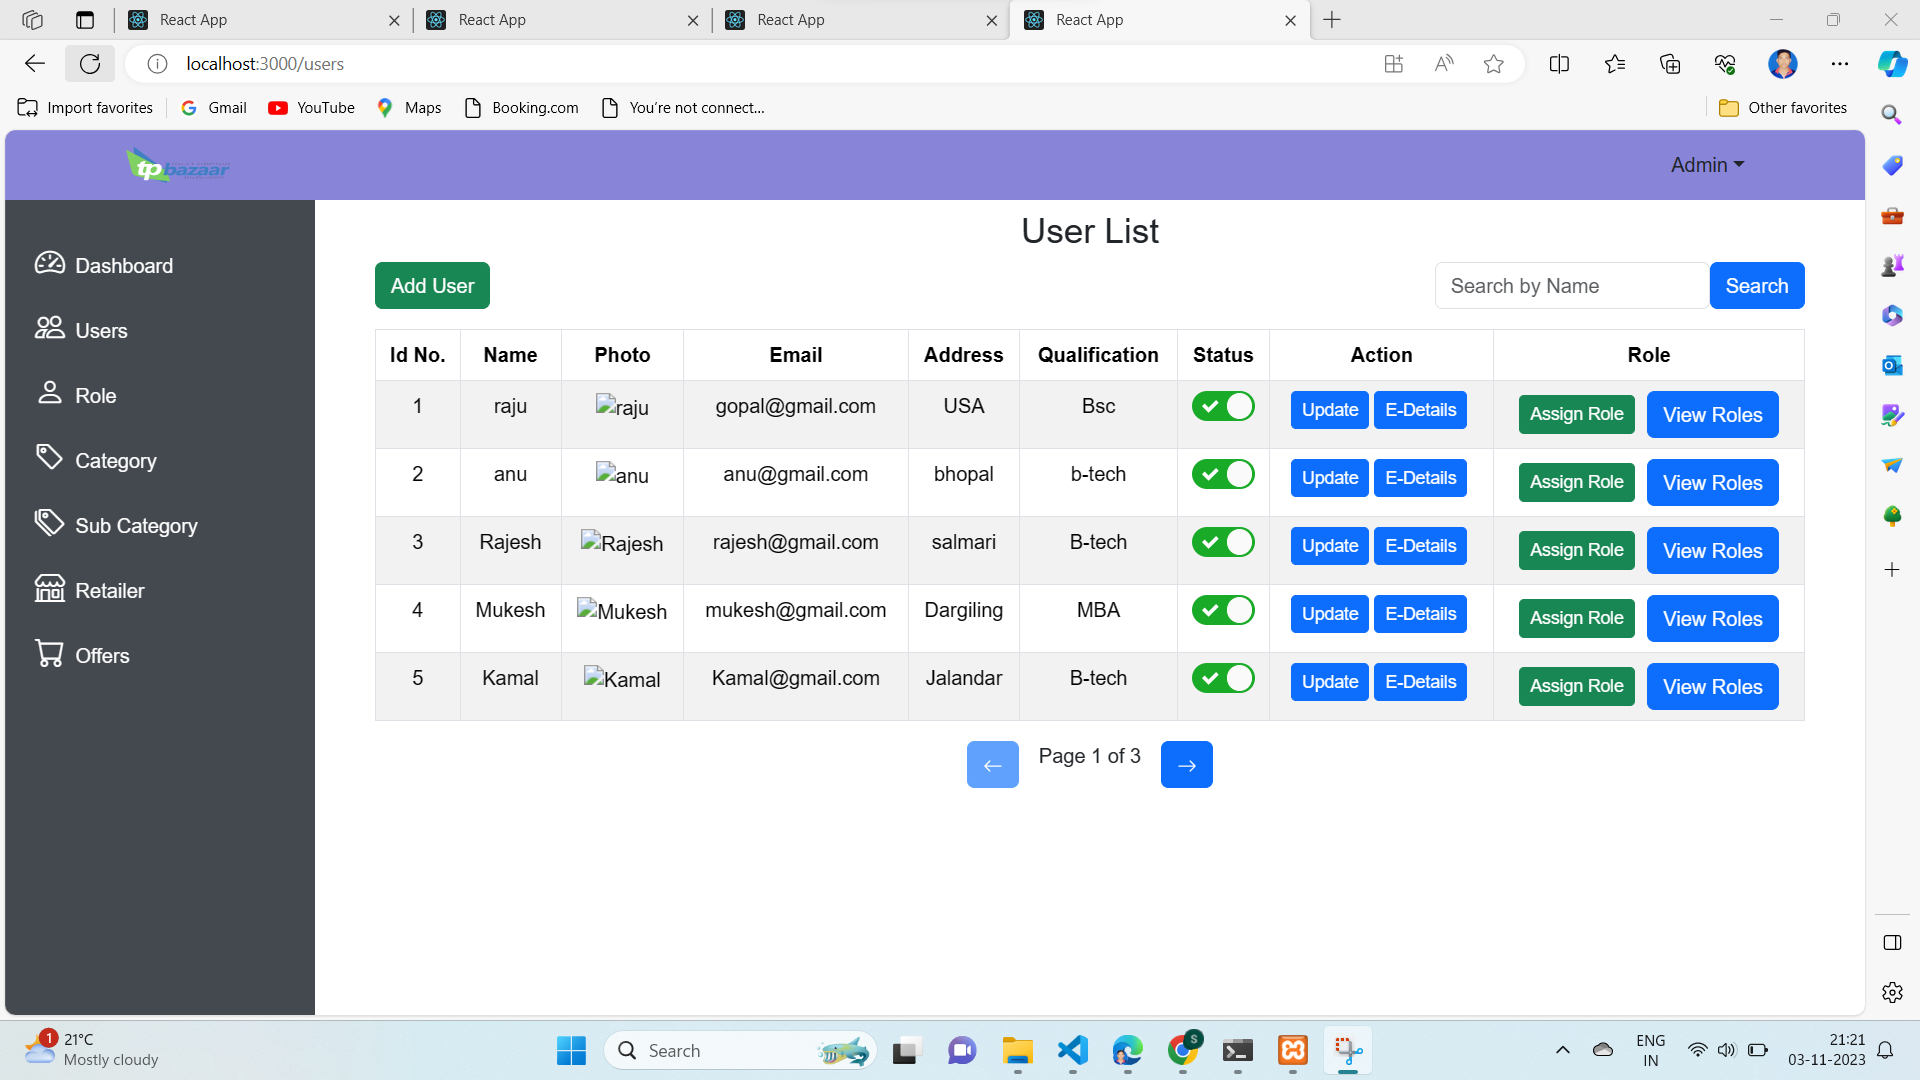 React App React App React App React App
localhost:3000/users
Import favorites Gmail YouTube Maps Booking.com You're not connect... Other favorites
tpbazaar Admin
User List
Dashboard
Users
Role
Category
Sub Category
Retailer
Offers
Add User Search by Name Search
Id No. Name Photo Email Address Qualification Status Action Role
1 raju raju gopal@gmail.com USA Bsc Update E-Details Assign Role View Roles
2 anu anu anu@gmail.com bhopal b-tech Update E-Details Assign Role View Roles
3 Rajesh Rajesh rajesh@gmail.com salmari B-tech Update E-Details Assign Role View Roles
4 Mukesh Mukesh mukesh@gmail.com Dargiling MBA Update E-Details Assign Role View Roles
5 Kamal Kamal Kamal@gmail.com Jalandar B-tech Update E-Details Assign Role View Roles
Page 1 of 3
1 21°C
Mostly cloudy
Search
S
ENG
IN
21:21
03-11-2023